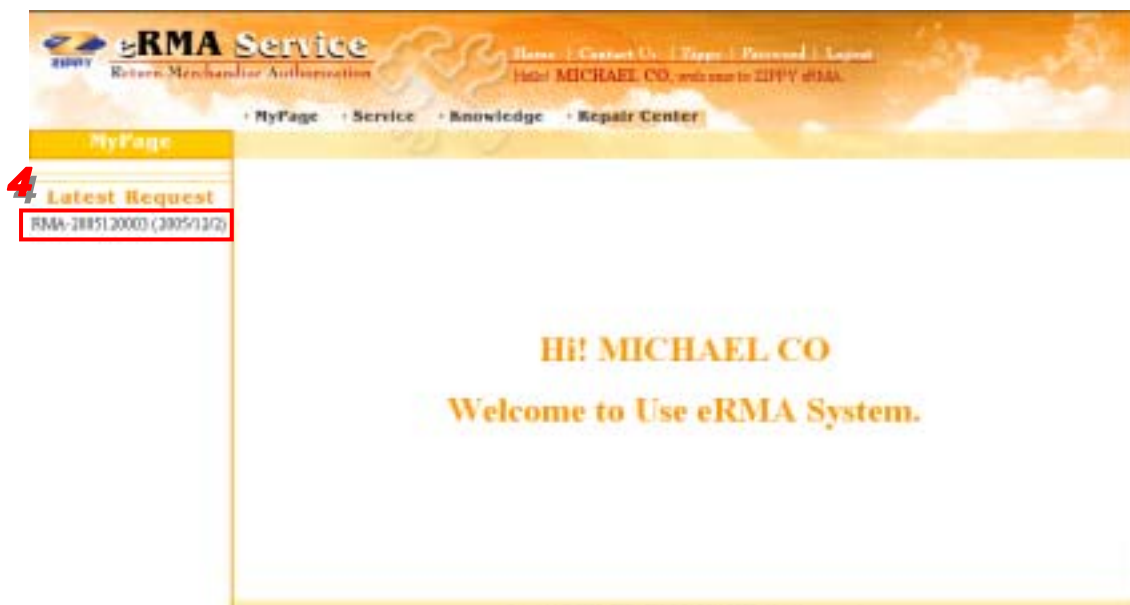 ZIPPY
eRMA Service
Return Merchandise Authorization
Home | Contact Us | Zippy | Password | Logout
Hello! MICHAEL CO, welcome to ZIPPY eRMA.
MyPage Service Knowledge Repair Center
MyPage
4
Latest Request
(2005/12/2)
Hi! MICHAEL CO
Welcome to Use eRMA System.